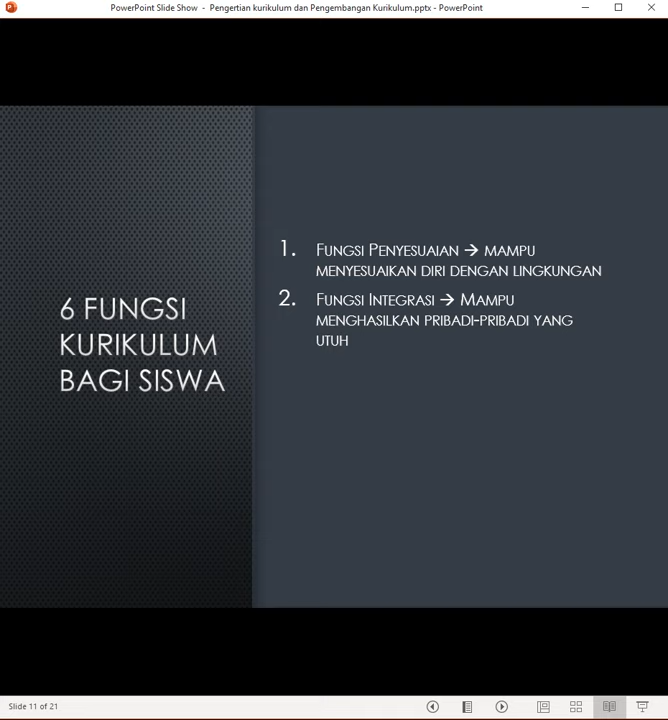 PowerPoint Slide Show - Pengertian kurikulum dan Pengembangan Kurikulum.pptx - PowerPoint
6 FUNGSI
KURIKULUM
BAGI SISWA
1. Fungsi Penyesuaian → mampu
menyesuaikan diri dengan lingkungan
2. Fungsi Integrasi → Mampu
menghasilkan pribadi-pribadi yang
utuh
Slide 11 of 21